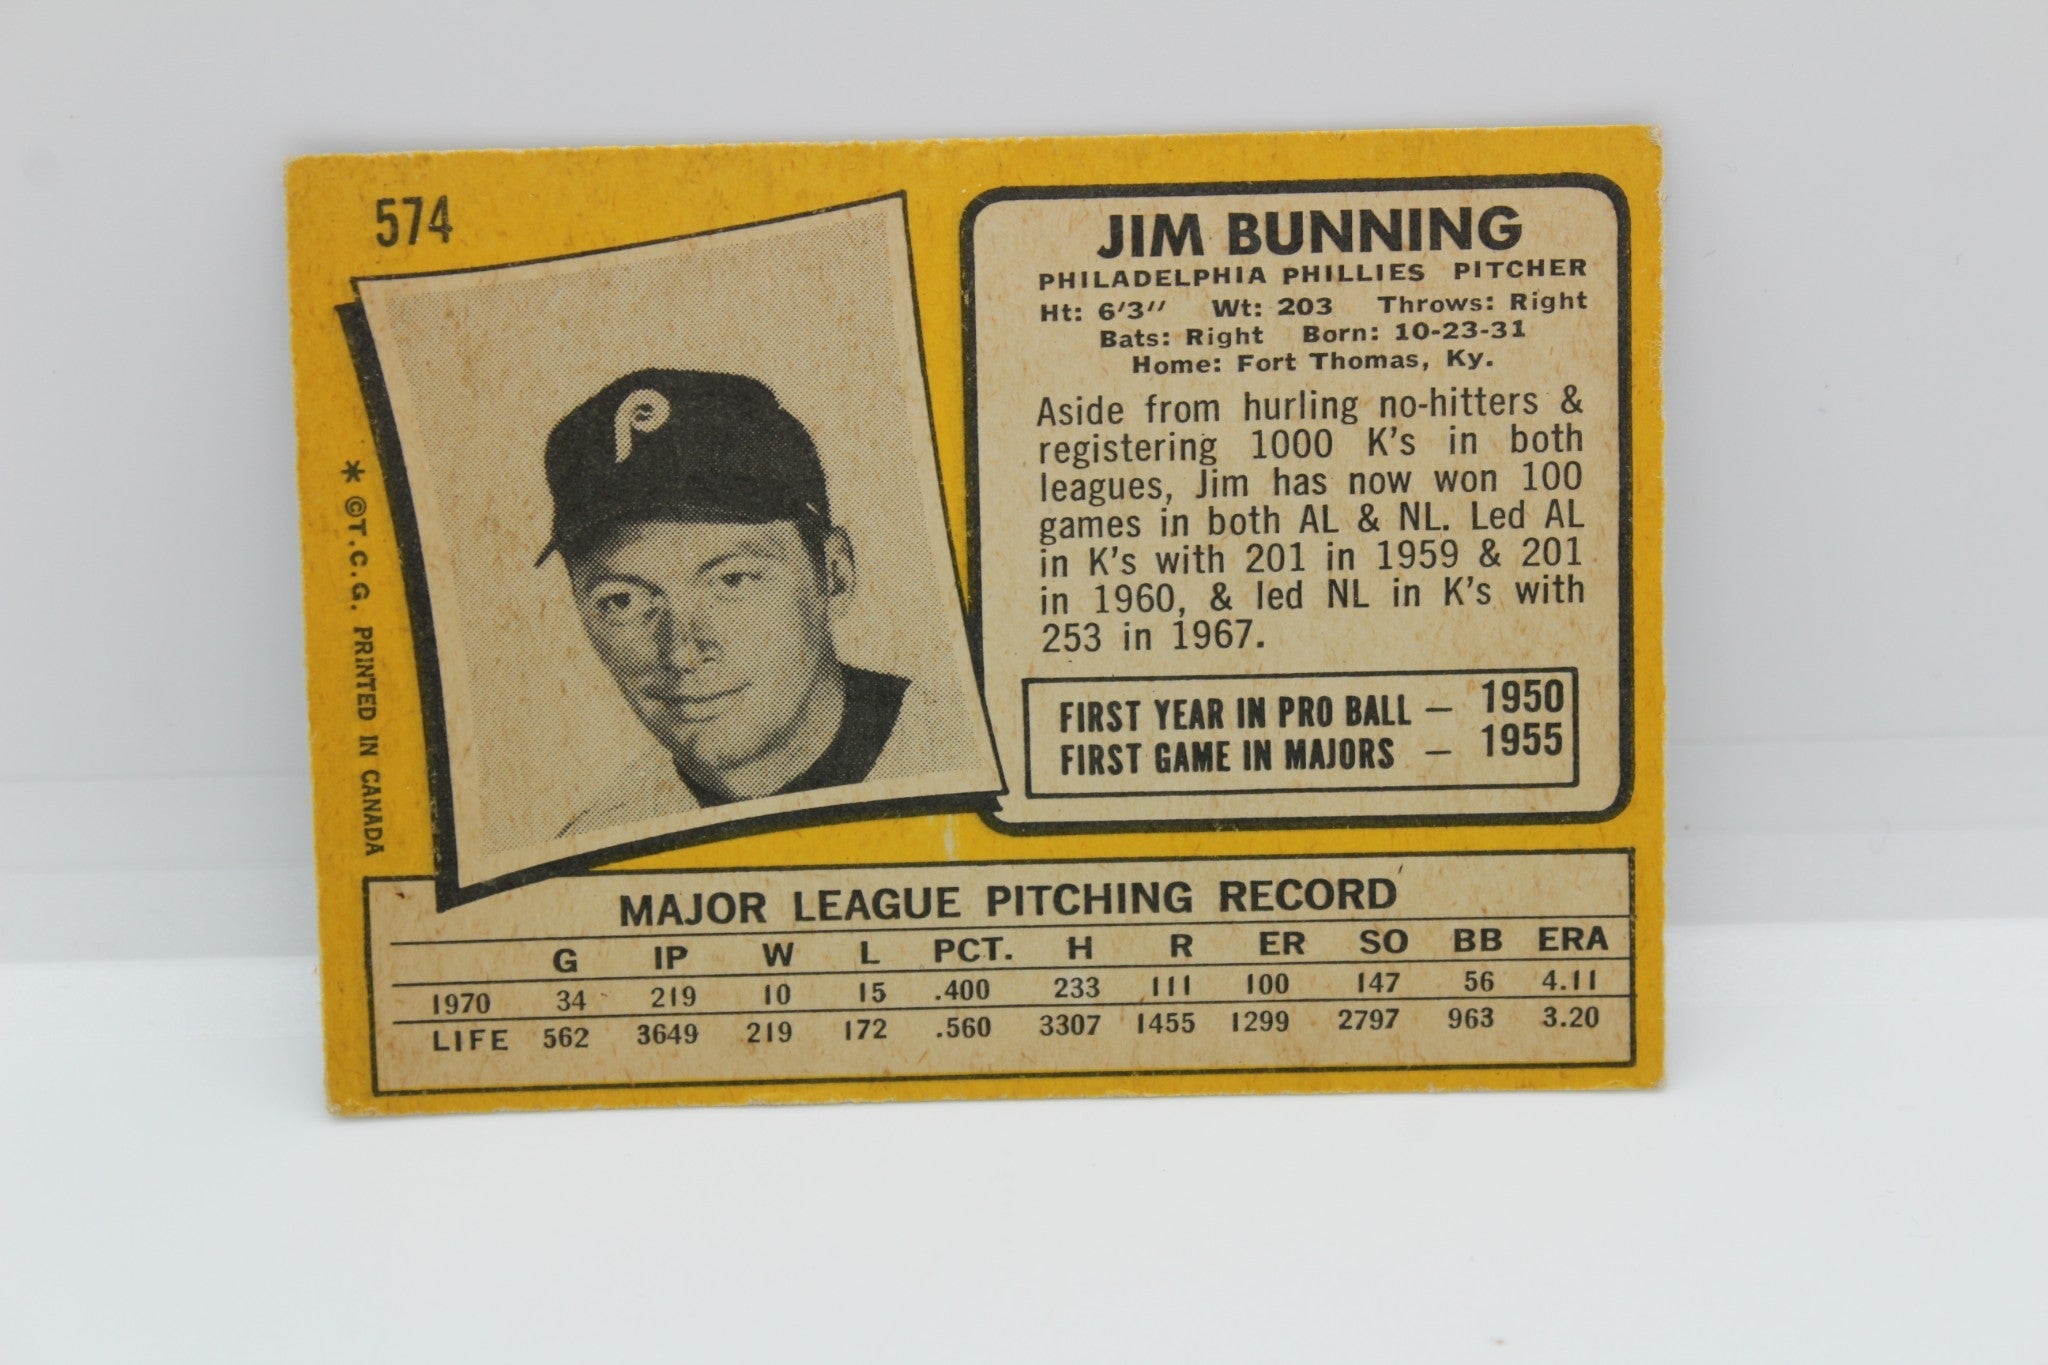 574
JIM BUNNING
PHILADELPHIA PHILLIES PITCHER
Ht: 6'3" Wt: 203 Throws: Right
Bats: Right Born: 10-23-31
Home: Fort Thomas, Ky.
Aside from hurling no-hitters &
registering 1000 K's in both
leagues, Jim has now won 100
games in both AL & NL. Led AL
in K's with 201 in 1959 & 201
in 1960, & led NL in K's with
253 in 1967.
FIRST YEAR IN PRO BALL — 1950
FIRST GAME IN MAJORS — 1955
P
* ©T.C.G. PRINTED IN CANADA
MAJOR LEAGUE PITCHING RECORD
G IP W L PCT. H R ER SO BB ERA
1970 34 219 10 15 .400 233 111 100 147 56 4.11
LIFE 562 3649 219 172 .560 3307 1455 1299 2797 963 3.20